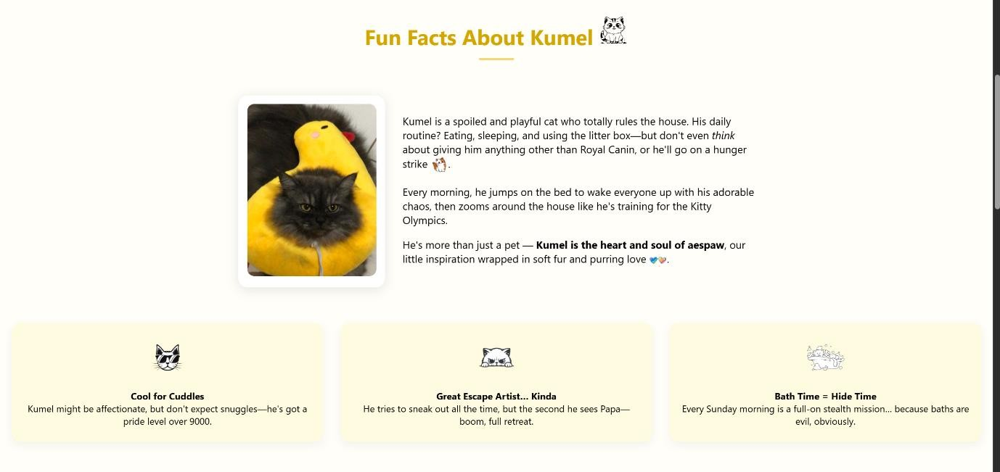 Fun Facts About Kumel
Kumel is a spoiled and playful cat who totally rules the house. His daily
routine? Eating, sleeping, and using the litter box—but don't even think
about giving him anything other than Royal Canin, or he'll go on a hunger
strike .
Every morning, he jumps on the bed to wake everyone up with his adorable
chaos, then zooms around the house like he's training for the Kitty
Olympics.
He's more than just a pet — Kumel is the heart and soul of aespaw, our
little inspiration wrapped in soft fur and purring love .
Cool for Cuddles
Kumel might be affectionate, but don't expect snuggles—he's got a
pride level over 9000.
Great Escape Artist... Kinda
He tries to sneak out all the time, but the second he sees Papa—
boom, full retreat.
Bath Time = Hide Time
Every Sunday morning is a full-on stealth mission... because baths are
evil, obviously.